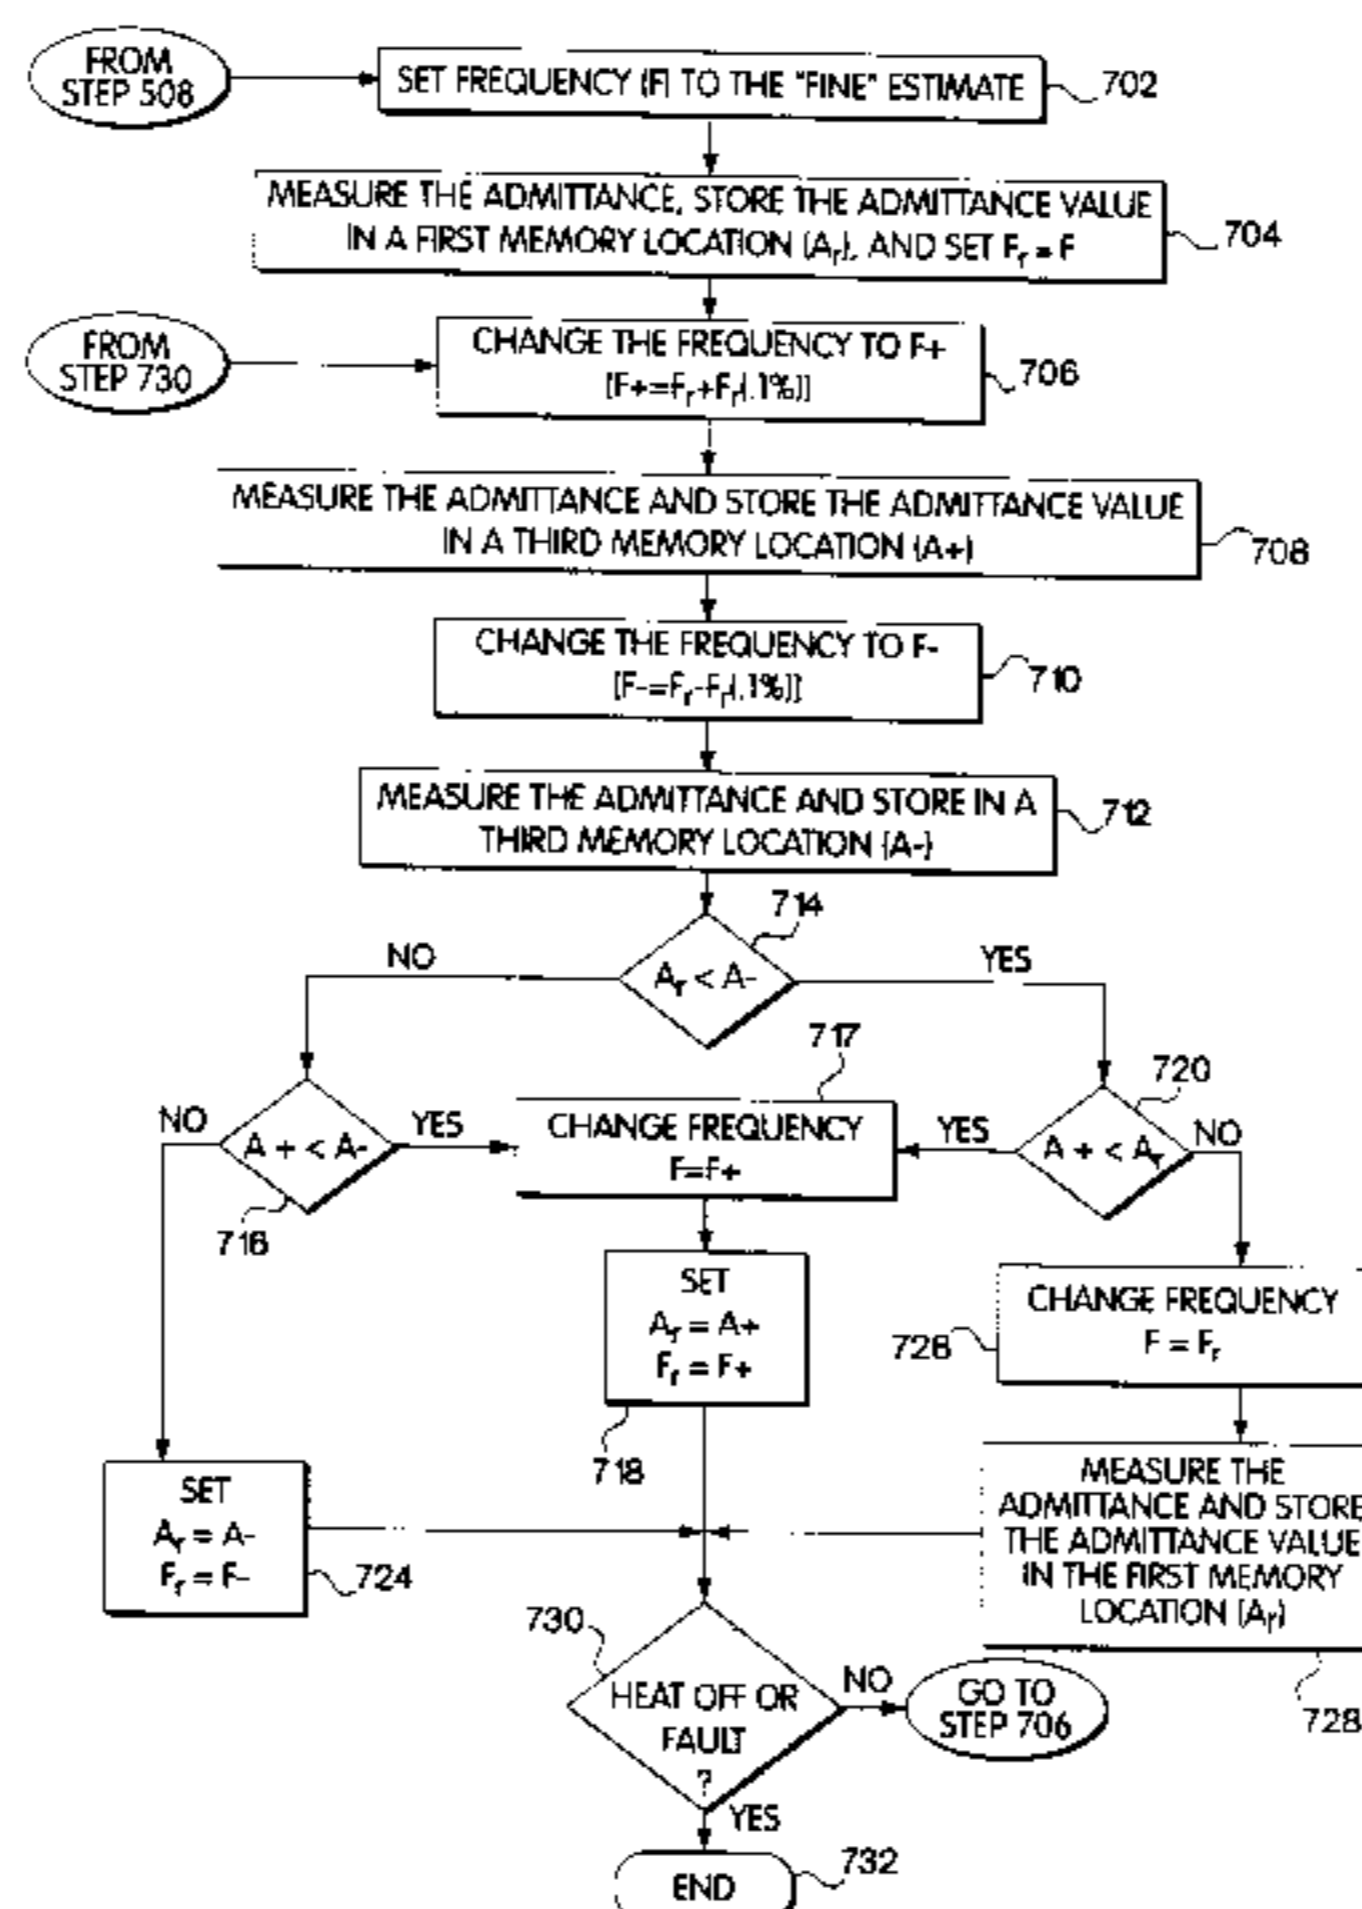 FROM
STEP 508
SET FREQUENCY (F) TO THE "FINE" ESTIMATE
702
MEASURE THE ADMITTANCE, STORE THE ADMITTANCE VALUE
IN A FIRST MEMORY LOCATION (Ar), AND SET Fr = F
704
FROM
STEP 730
CHANGE THE FREQUENCY TO F+
(F+=Fr+Fr(.1%))
706
MEASURE THE ADMITTANCE AND STORE THE ADMITTANCE VALUE
IN A THIRD MEMORY LOCATION (A+)
708
CHANGE THE FREQUENCY TO F-
(F-=Fr-Fr(.1%))
710
MEASURE THE ADMITTANCE AND STORE IN A
THIRD MEMORY LOCATION (A-)
712
714
NO
Ar < A-
YES
717
720
NO
A + < A-
YES
CHANGE FREQUENCY
F=F+
YES
A + < Ar
NO
716
SET
Ar = A+
Fr = F+
718
CHANGE FREQUENCY
F = Fr
726
SET
Ar = A-
Fr = F-
724
MEASURE THE
ADMITTANCE AND STORE
THE ADMITTANCE VALUE
IN THE FIRST MEMORY
LOCATION (Ar)
728
730
HEAT OFF OR
FAULT
?
NO
GO TO
STEP 706
YES
END
732